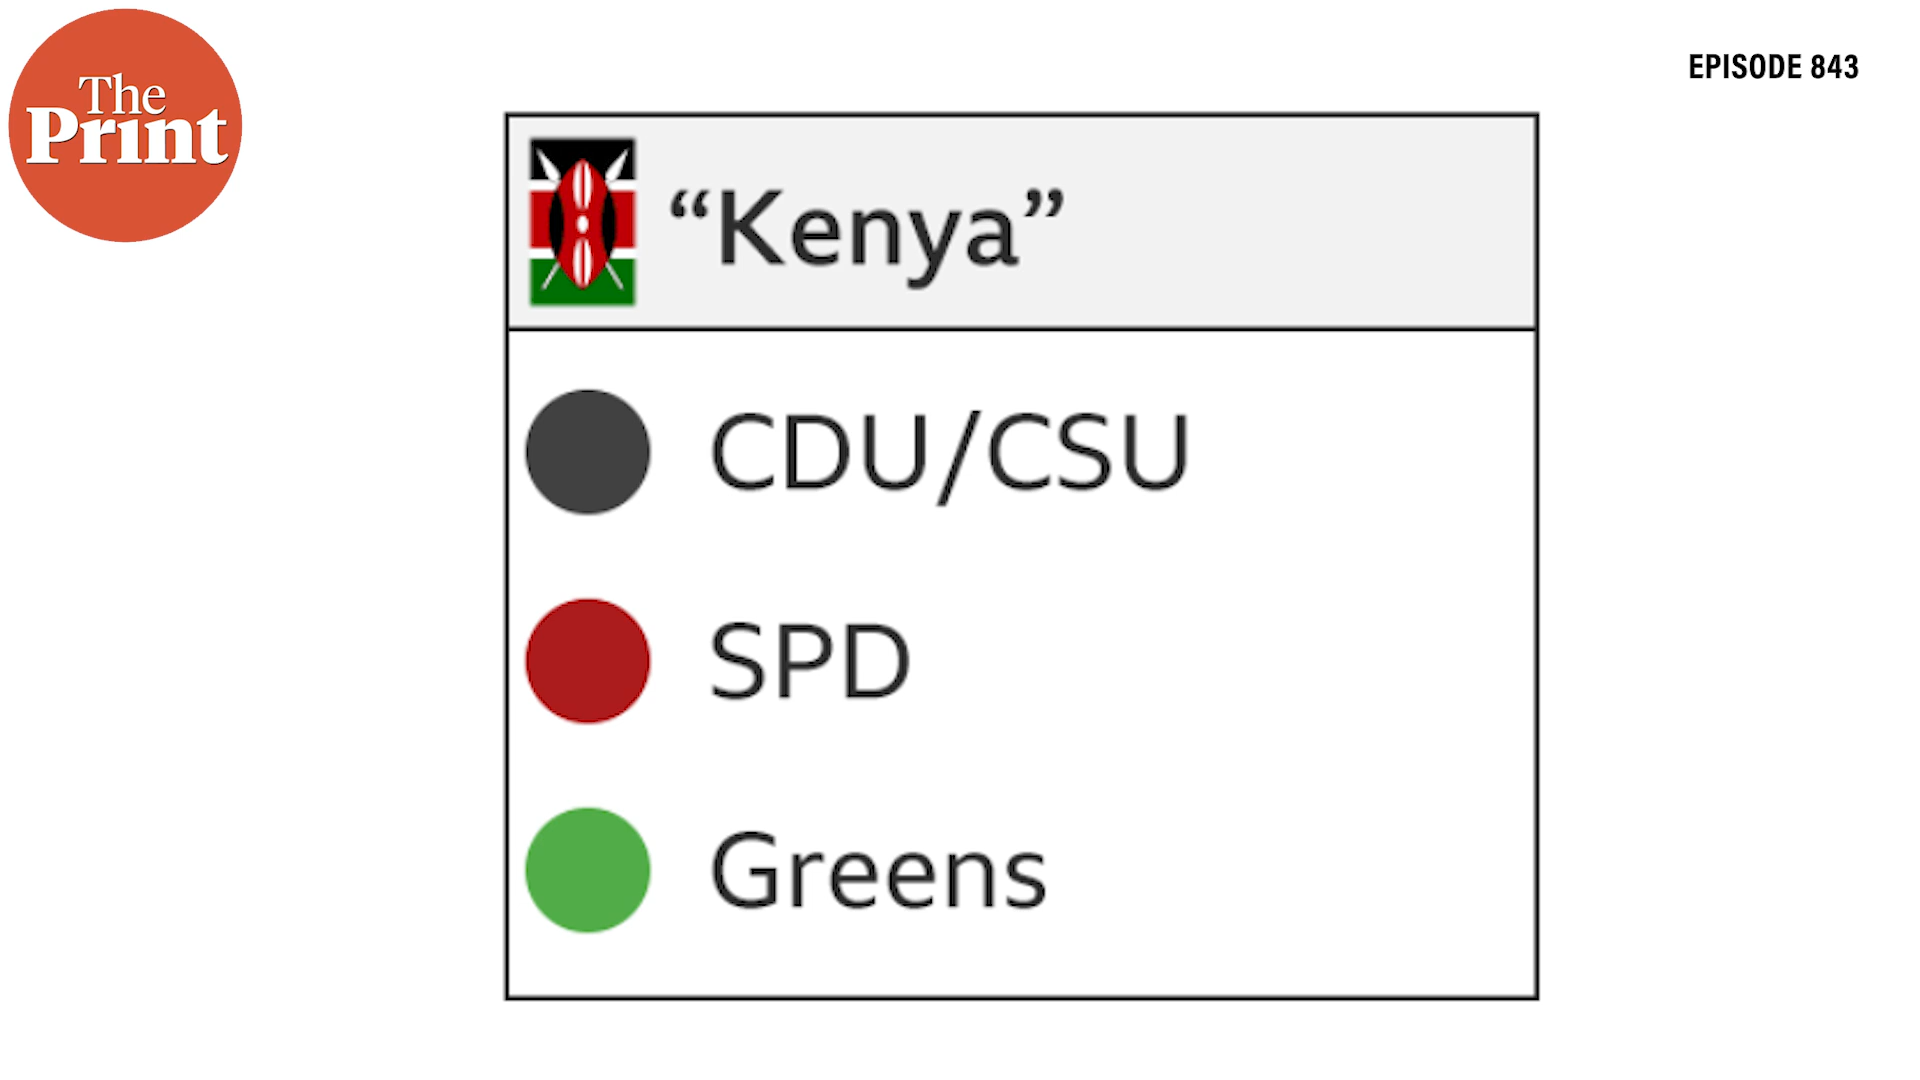 The
Print
EPISODE 843
“Kenya”
CDU/CSU
SPD
Greens